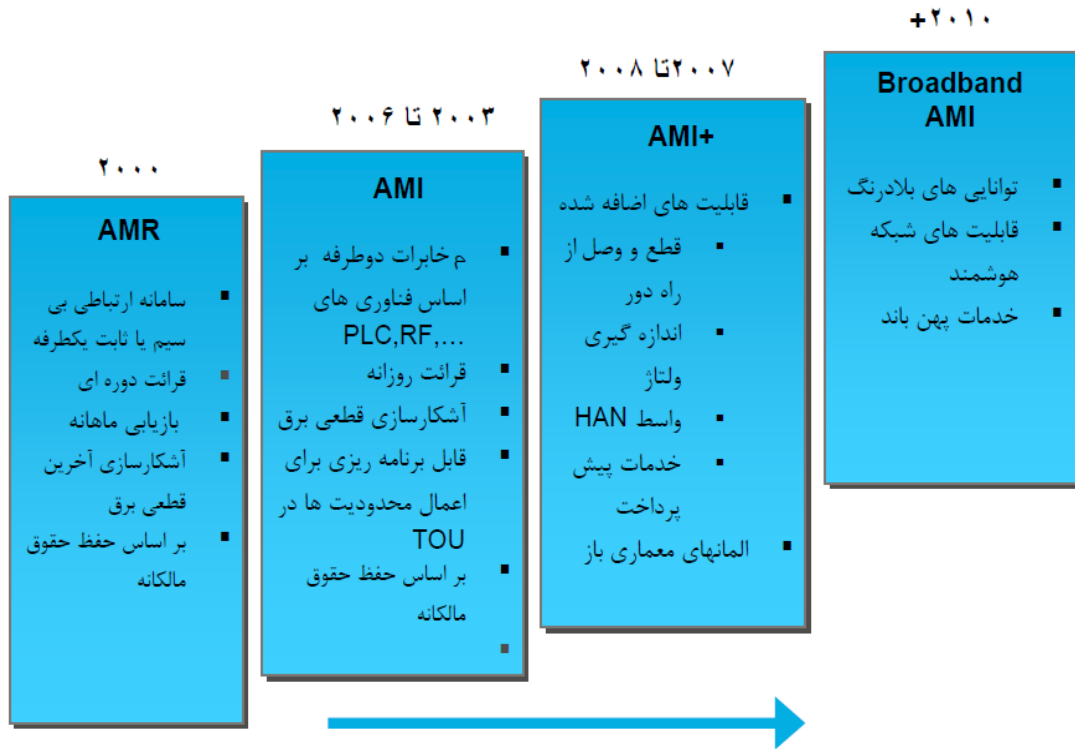 ۲۰۰۰
AMR
سامانه ارتباطی بی
سیم یا ثابت یکطرفه
قرائت دوره ای
بازیابی ماهانه
آشکارسازی آخرین
قطعی برق
بر اساس حفظ حقوق
مالکانه
۲۰۰۳ تا ۲۰۰۶
AMI
م خابرات دوطرفه بر
اساس فناوری های
PLC,RF,...
قرائت روزانه
آشکارسازی قطعی برق
قابل برنامه ریزی برای
اعمال محدودیت ها در
TOU
بر اساس حفظ حقوق
مالکانه
۲۰۰۷تا ۲۰۰۸
AMI+
قابلیت های اضافه شده
قطع و وصل از
راه دور
اندازه گیری
ولتاژ
واسط HAN
خدمات پیش
پرداخت
المانهای معماری باز
+۲۰۱۰
Broadband
AMI
توانایی های بلادرنگ
قابلیت های شبکه
هوشمند
خدمات پهن باند